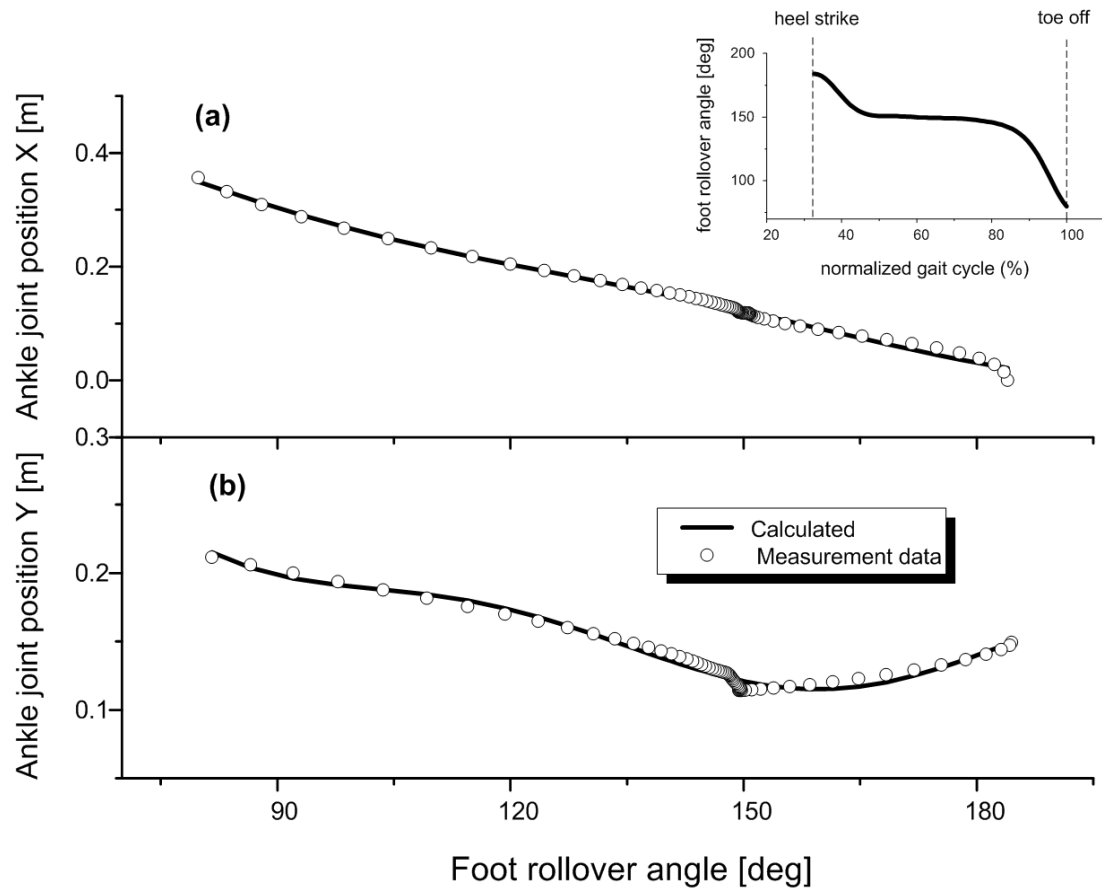 heel strike
toe off
foot rollover angle [deg]
200
150
100
20
40
60
80
100
normalized gait cycle (%)
(a)
Ankle joint position X [m]
0.4
0.2
0.0
0.3
(b)
Ankle joint position Y [m]
0.2
0.1
Calculated
Measurement data
90
120
150
180
Foot rollover angle [deg]